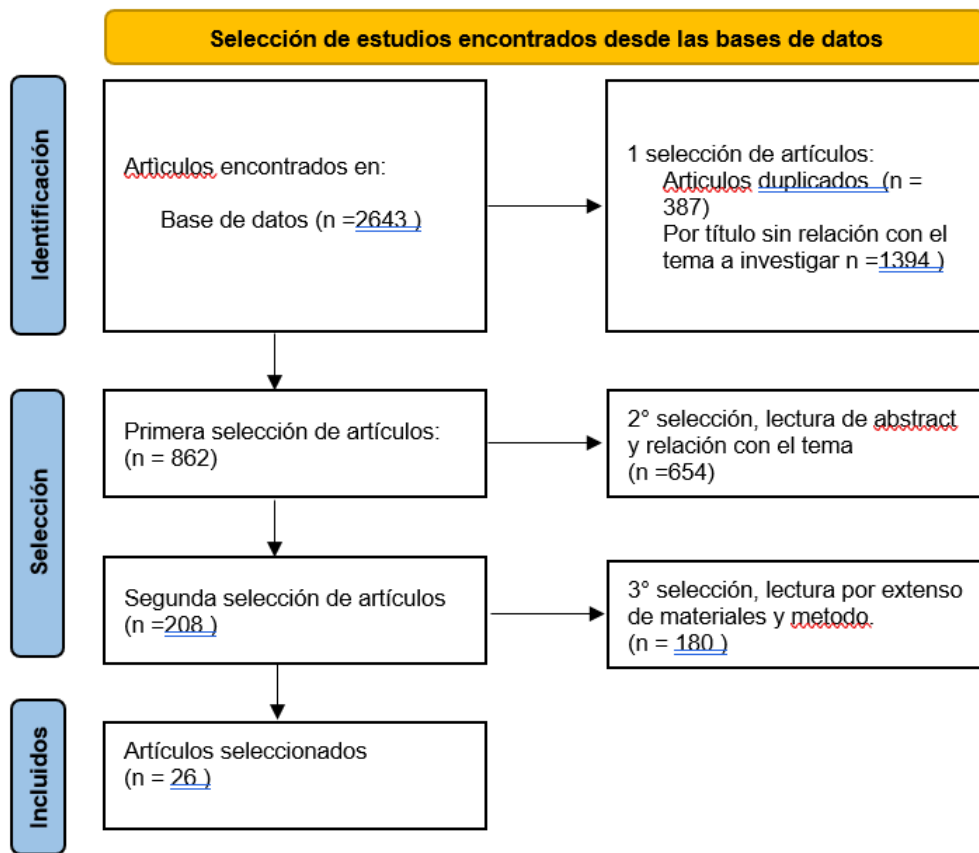 Selección de estudios encontrados desde las bases de datos
Identificación
Artìculos encontrados en:
Base de datos (n =2643 )
1 selección de artículos:
Articulos duplicados  (n =
387)
Por título sin relación con el
tema a investigar n =1394 )
Selección
Primera selección de artículos:
(n = 862)
2° selección, lectura de abstract
y relación con el tema
(n =654)
Segunda selección de artículos
(n =208 )
3° selección, lectura por extenso
de materiales y metodo.
(n = 180 )
Incluidos
Artículos seleccionados
(n = 26 )